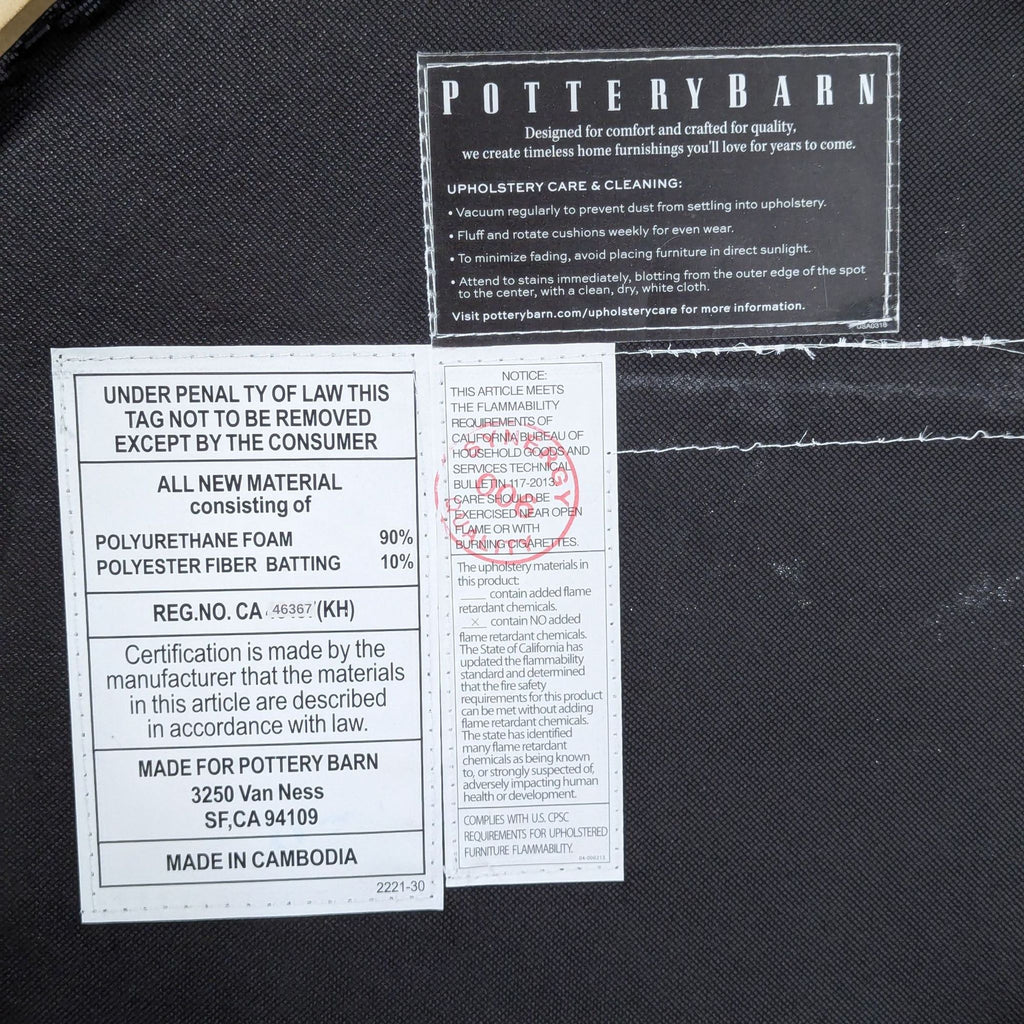 POTTERY BARN
Designed for comfort and crafted for quality,
we create timeless home furnishings you'll love for years to come.
UPHOLSTERY CARE & CLEANING:
• Vacuum regularly to prevent dust from settling into upholstery.
• Fluff and rotate cushions weekly for even wear.
• To minimize fading, avoid placing furniture in direct sunlight.
• Attend to stains immediately, blotting from the outer edge of the spot
to the center, with a clean, dry, white cloth.
Visit potterybarn.com/upholsterycare for more information.
USA0318
UNDER PENAL TY OF LAW THIS
TAG NOT TO BE REMOVED
EXCEPT BY THE CONSUMER
ALL NEW MATERIAL
consisting of
POLYURETHANE FOAM 90%
POLYESTER FIBER BATTING 10%
REG.NO. CA 46367 (KH)
Certification is made by the
manufacturer that the materials
in this article are described
in accordance with law.
MADE FOR POTTERY BARN
3250 Van Ness
SF,CA 94109
MADE IN CAMBODIA
2221-30
NOTICE:
THIS ARTICLE MEETS
THE FLAMMABILITY
REQUIREMENTS OF
CALIFORNIA BUREAU OF
HOUSEHOLD GOODS AND
SERVICES TECHNICAL
BULLETIN 117-2013.
CARE SHOULD BE
EXERCISED NEAR OPEN
FLAME OR WITH
BURNING CIGARETTES.
SYNERGY
006
QUALITY
The upholstery materials in
this product:
____ contain added flame
retardant chemicals.
__×__ contain NO added
flame retardant chemicals.
The State of California has
updated the flammability
standard and determined
that the fire safety
requirements for this product
can be met without adding
flame retardant chemicals.
The state has identified
many flame retardant
chemicals as being known
to, or strongly suspected of,
adversely impacting human
health or development.
COMPLIES WITH U.S. CPSC
REQUIREMENTS FOR UPHOLSTERED
FURNITURE FLAMMABILITY.